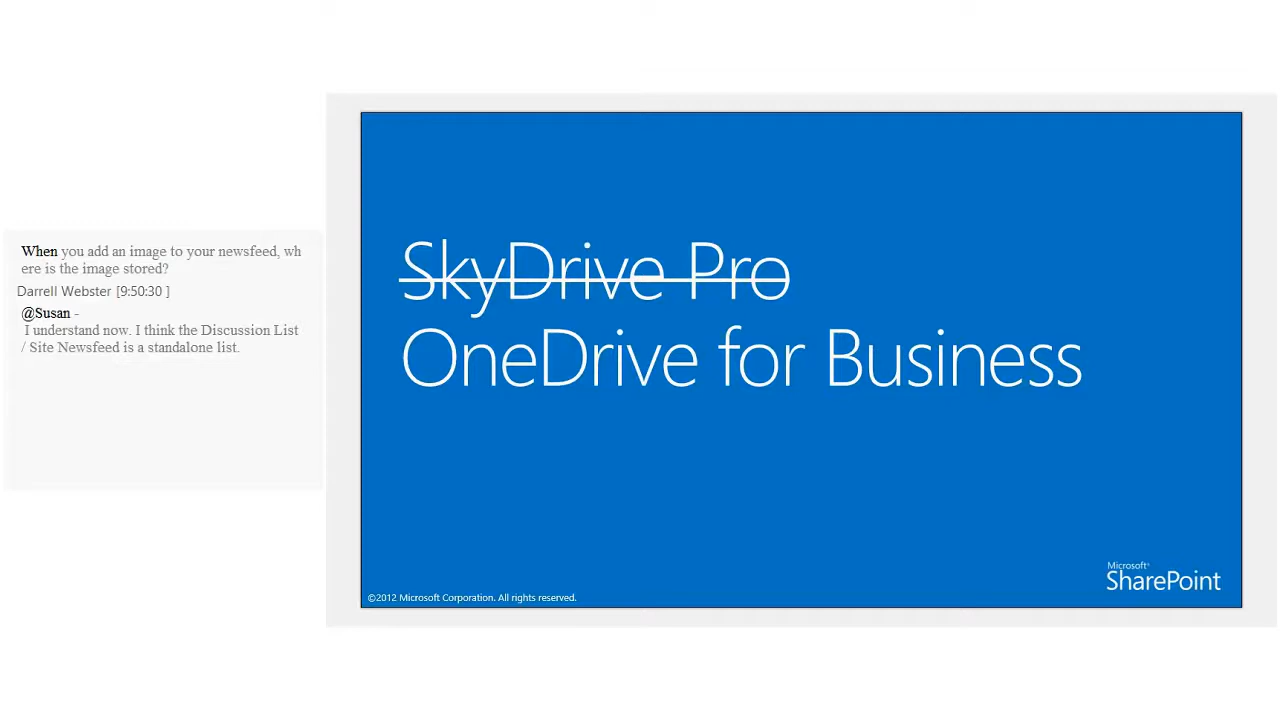 When you add an image to your newsfeed, wh
ere is the image stored?
Darrell Webster [9:50:30 ]
@Susan -
I understand now. I think the Discussion List
/ Site Newsfeed is a standalone list.
SkyDrive Pro
OneDrive for Business
Microsoft®
SharePoint
©2012 Microsoft Corporation. All rights reserved.